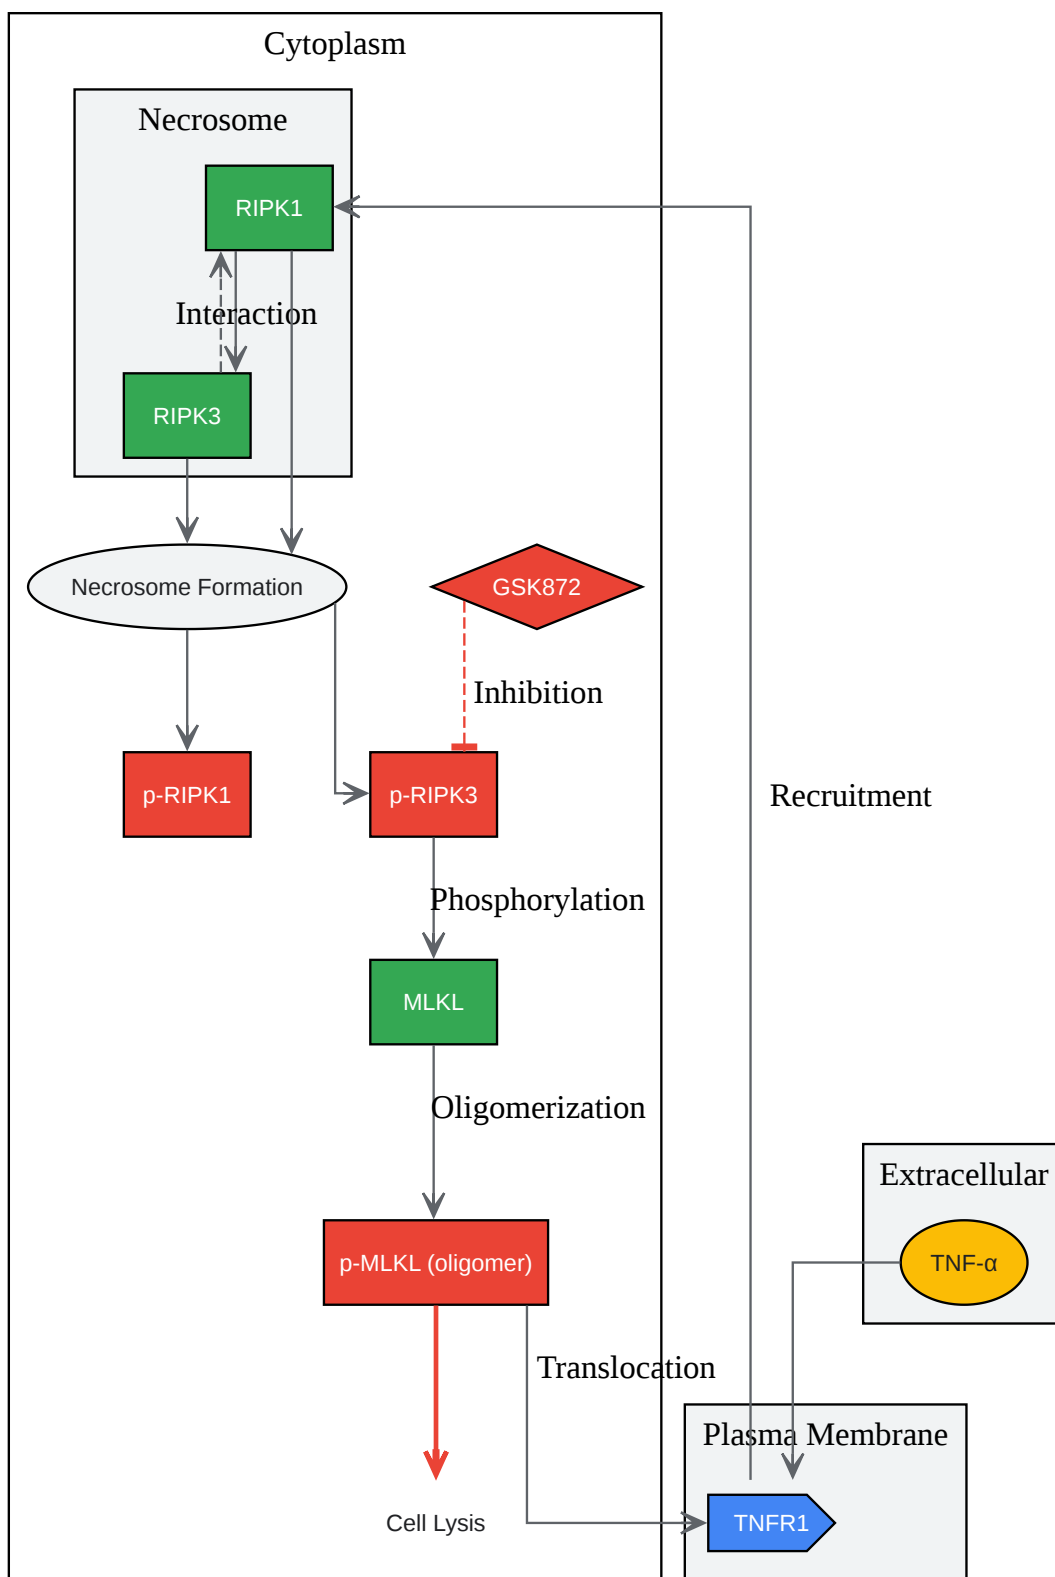 Cytoplasm
Necrosome
RIPK1
Interaction
RIPK3
Necrosome Formation
GSK872
Inhibition
p-RIPK1
p-RIPK3
Recruitment
Phosphorylation
MLKL
Oligomerization
Extracellular
p-MLKL (oligomer)
TNF-α
Translocation
Plasma Membrane
Cell Lysis
TNFR1